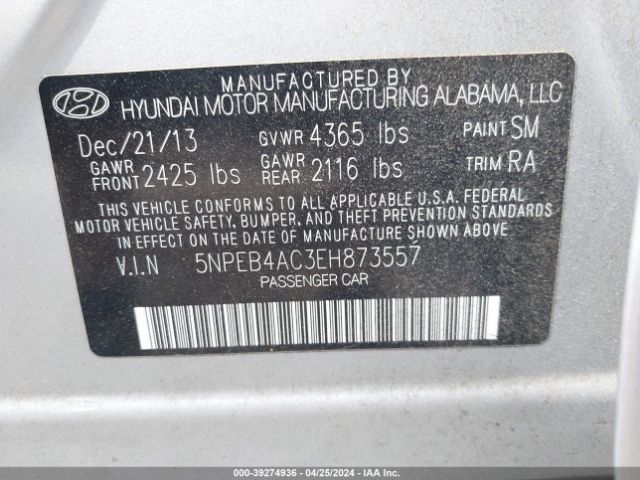 MANUFACTURED BY
HYUNDAI MOTOR MANUFACTURING ALABAMA, LLC
Dec/21/13 GVWR 4365 lbs PAINT SM
GAWR FRONT 2425 lbs GAWR REAR 2116 lbs TRIM RA
THIS VEHICLE CONFORMS TO ALL APPLICABLE U.S.A. FEDERAL
MOTOR VEHICLE SAFETY, BUMPER, AND THEFT PREVENTION STANDARDS
IN EFFECT ON THE DATE OF MANUFACTURE SHOWN ABOVE.
V.I.N 5NPEB4AC3EH873557
PASSENGER CAR
000-39274936 - 04/25/2024 - IAA Inc.